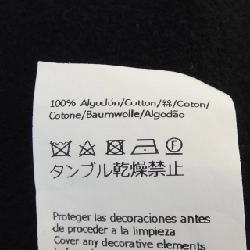 100% Algodón/Cotton/綿/Coton/
Cotone/Baumwolle/Algodão
タンブル乾燥禁止
Proteger las decoraciones antes
de proceder a la limpieza
Cover any decorative elements